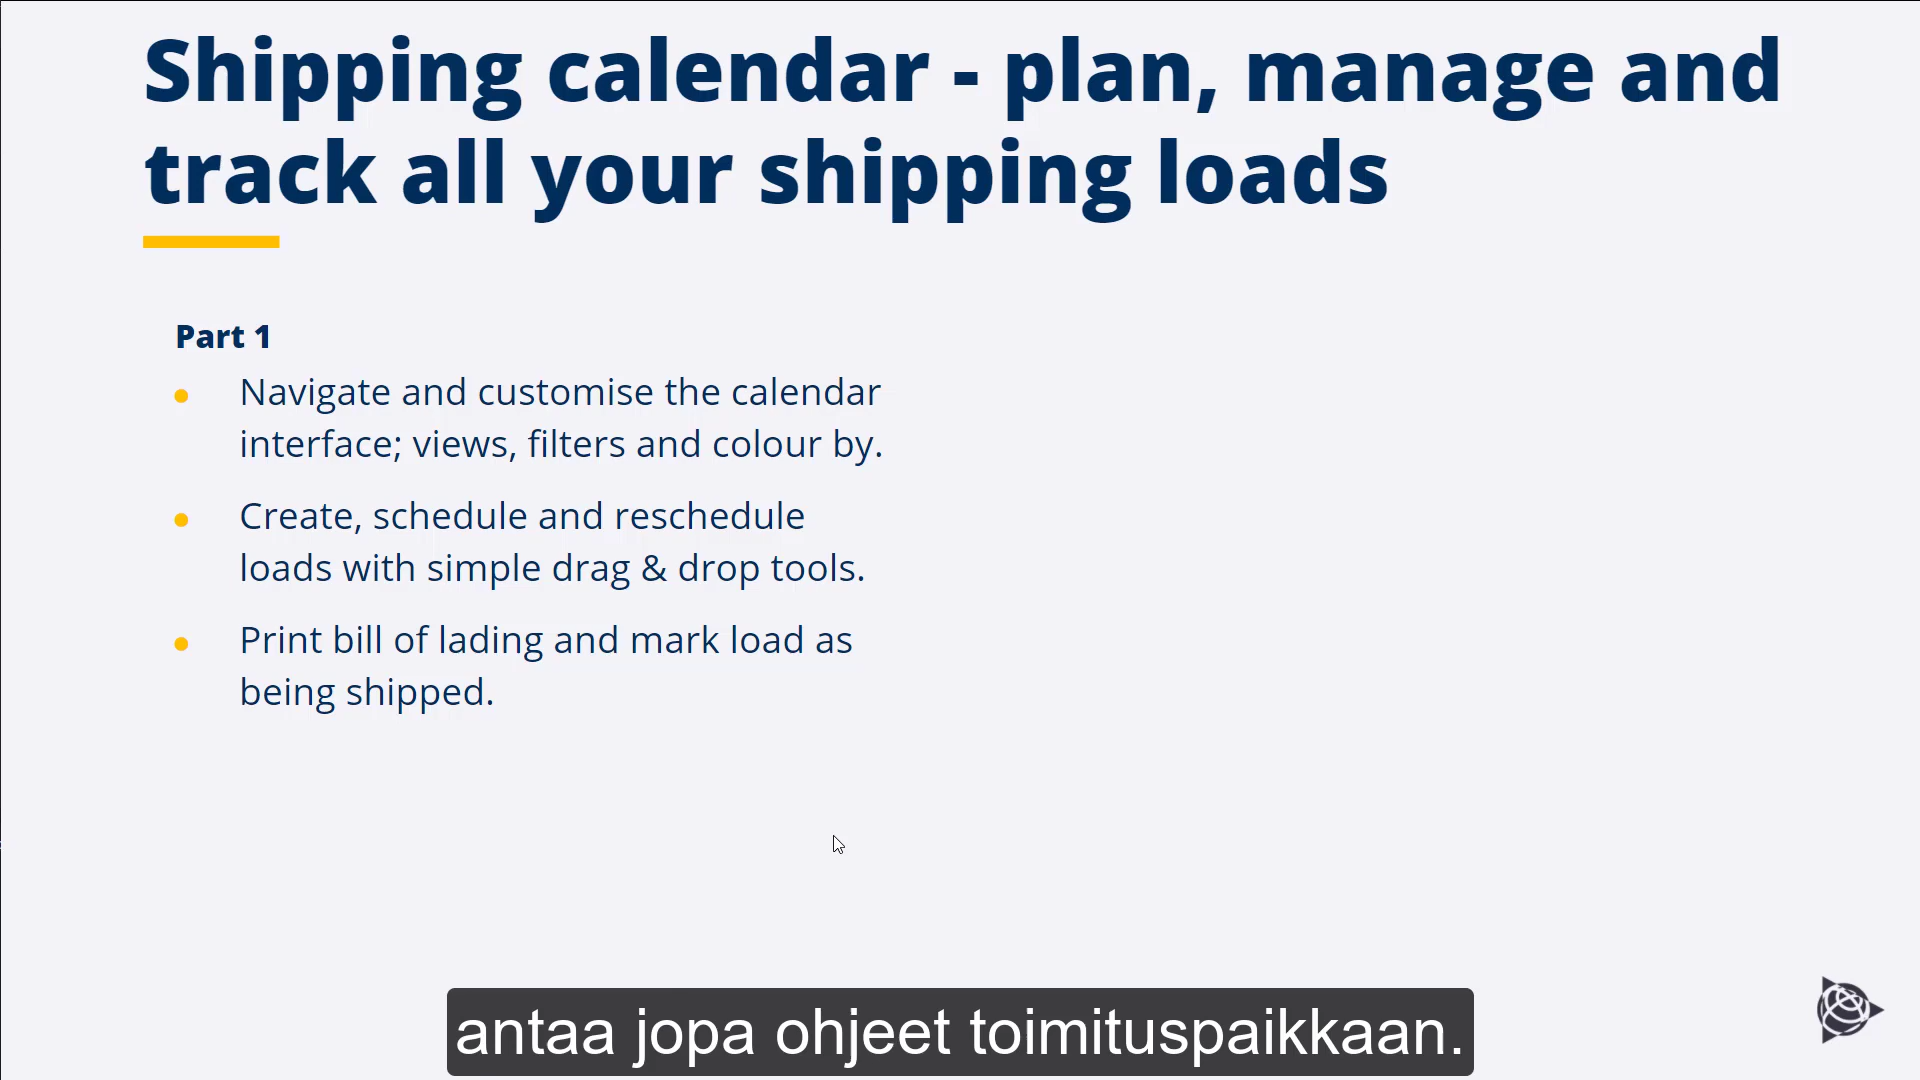 Shipping calendar - plan, manage and
track all your shipping loads
Part 1
Navigate and customise the calendar
interface; views, filters and colour by.
Create, schedule and reschedule
loads with simple drag & drop tools.
Print bill of lading and mark load as
being shipped.
antaa jopa ohjeet toimituspaikkaan.